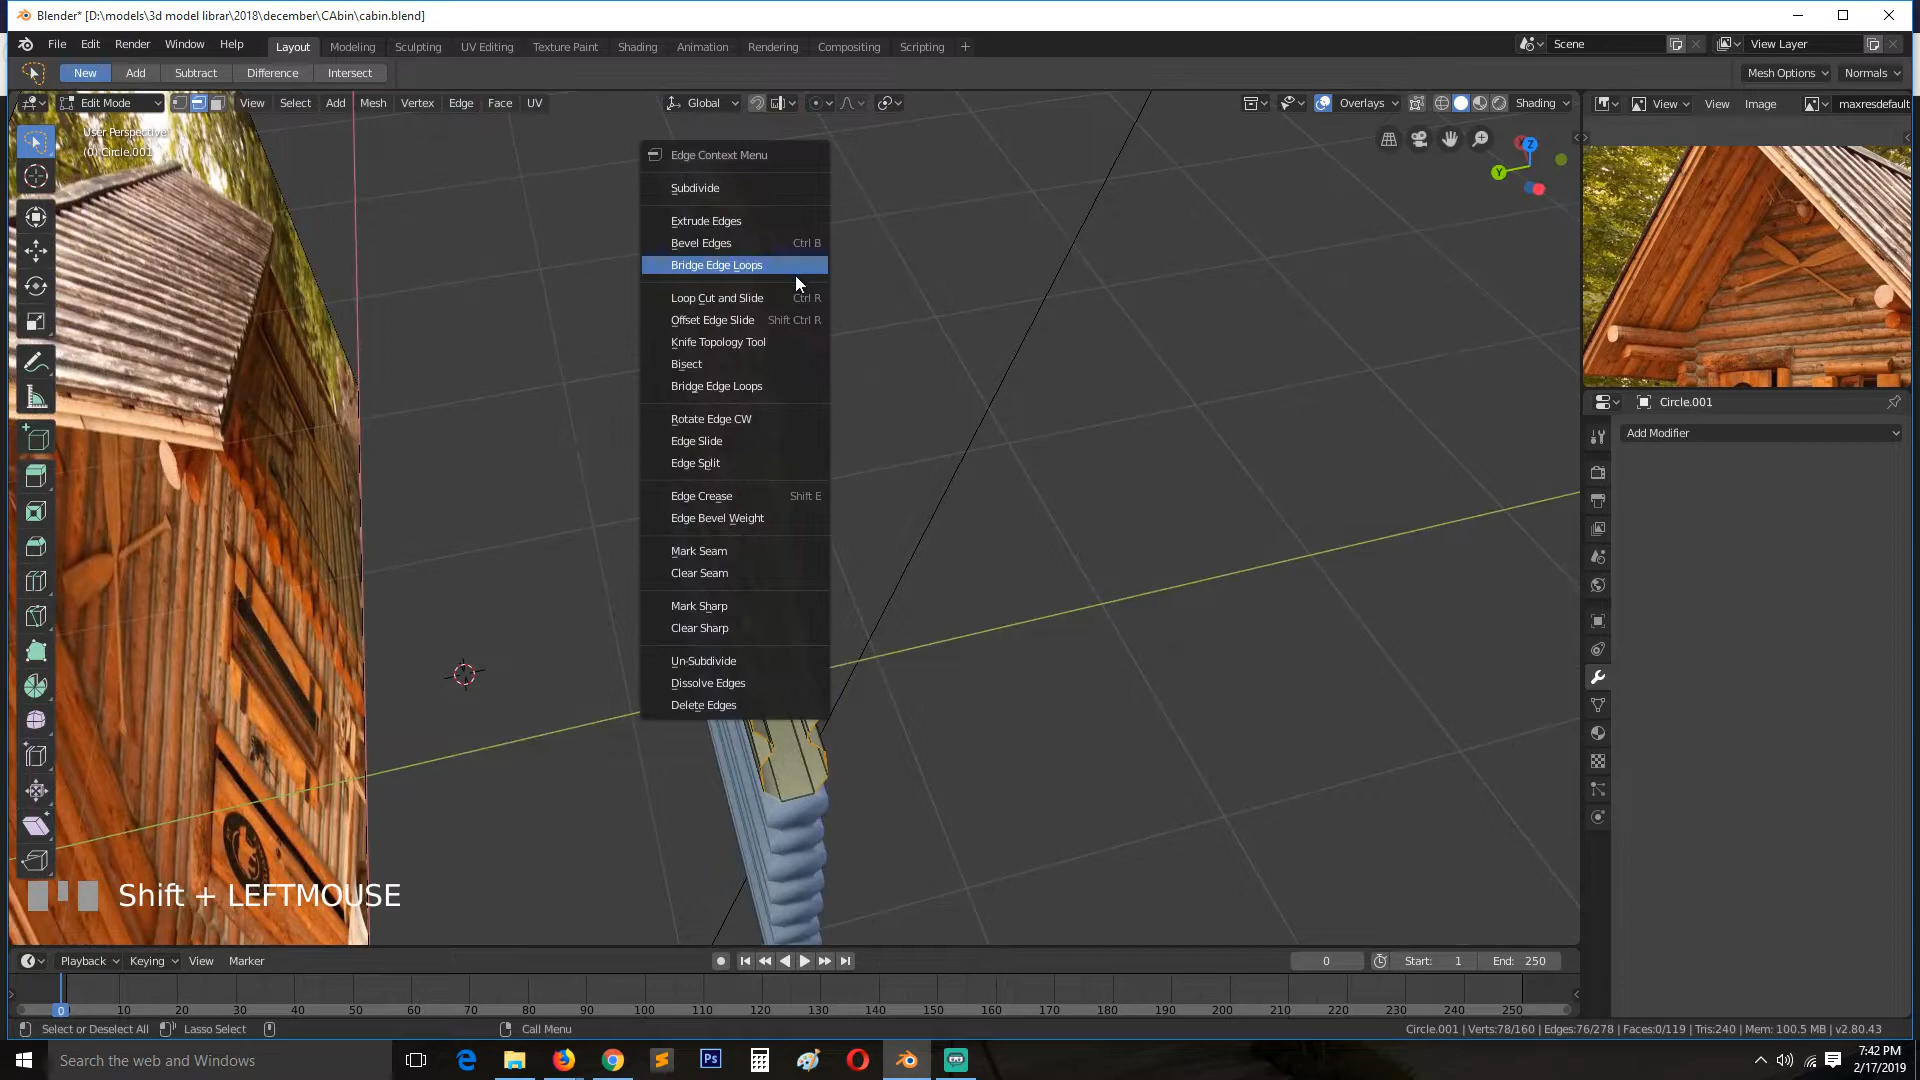 Blender* [D:\models\3d model librar\2018\december\CAbin\cabin.blend]
File Edit Render Window Help Layout Modeling Sculpting UV Editing Texture Paint Shading Animation Rendering Compositing Scripting + Scene View Layer
New Add Subtract Difference Intersect Mesh Options Normals
Edit Mode View Select Add Mesh Vertex Edge Face UV Global Overlays Shading View View Image maxresdefault
User Perspective
(0) Circle.001
Z
Y
Edge Context Menu
Subdivide
Extrude Edges
Bevel Edges Ctrl B
Bridge Edge Loops
Loop Cut and Slide Ctrl R
Offset Edge Slide Shift Ctrl R
Knife Topology Tool
Bisect
Bridge Edge Loops
Rotate Edge CW
Edge Slide
Edge Split
Edge Crease Shift E
Edge Bevel Weight
Mark Seam
Clear Seam
Mark Sharp
Clear Sharp
Un-Subdivide
Dissolve Edges
Delete Edges
Circle.001
Add Modifier
Shift + LEFTMOUSE
Playback Keying View Marker 0 Start: 1 End: 250
0 10 20 30 40 50 60 70 80 90 100 110 120 130 140 150 160 170 180 190 200 210 220 230 240 250
Select or Deselect All Lasso Select Call Menu Circle.001 | Verts:78/160 | Edges:76/278 | Faces:0/119 | Tris:240 | Mem: 100.5 MB | v2.80.43
Search the web and Windows
Ps
7:42 PM
2/17/2019